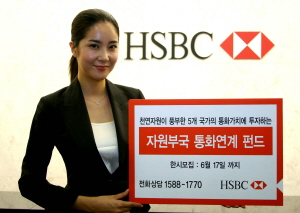 HSBC
천연자원이 풍부한 5개 국가의 통화가치에 투자하는
자원부국 통화연계 펀드
한시모집 : 6월 17일 까지
전화상담 1588-1770
HSBC